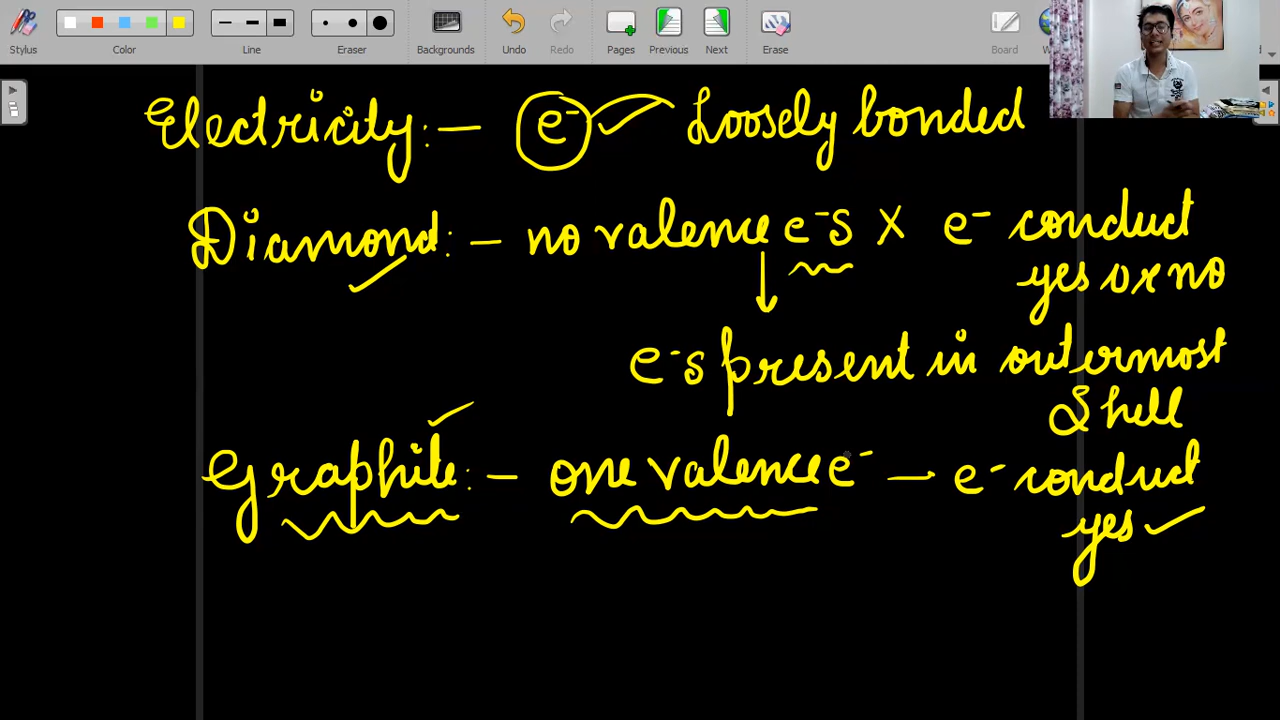 Stylus
Color
Line
Eraser
Backgrounds
Undo
Redo
Pages
Previous
Next
Erase
Board
Electricity:- e⁻ Loosely bonded
Diamond:- no valence e⁻s X e⁻ conduct
yes or no
e⁻s present in outermost
Shell
Graphite:- one valence e⁻ - e⁻ conduct
yes